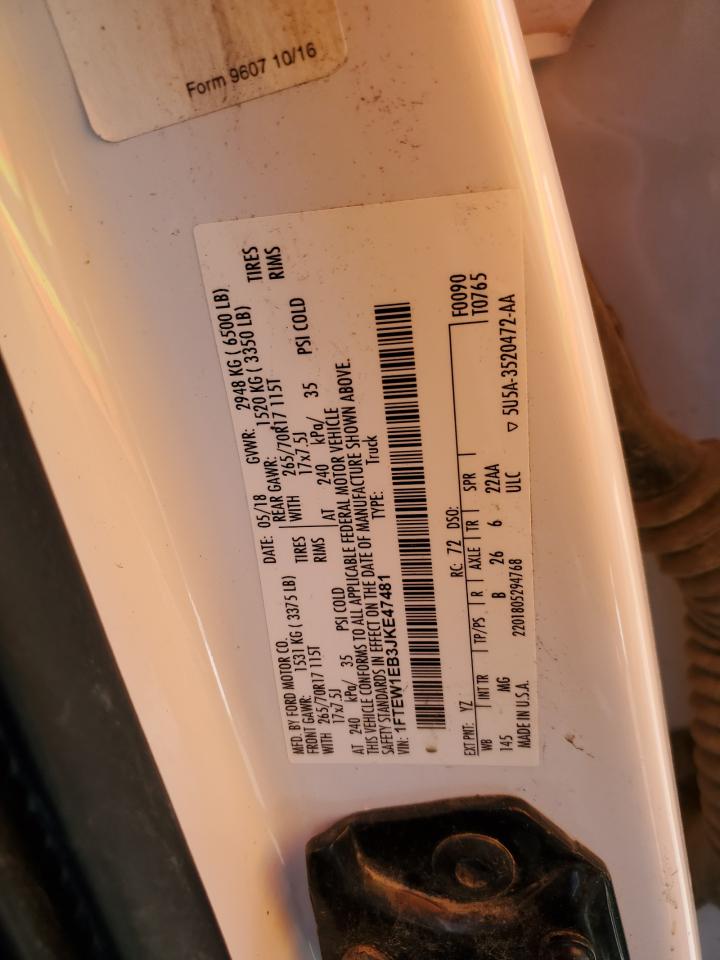 Form 9607 10/16
MFD. BY FORD MOTOR CO. DATE: 05/18 GVWR: 2948 KG ( 6500 LB)
FRONT GAWR: 1531 KG ( 3375 LB) REAR GAWR: 1520 KG ( 3350 LB)
WITH 265/70R17 115T TIRES WITH 265/70R17 115T TIRES
17x7.5J RIMS 17x7.5J RIMS
AT 240 kPa/ 35 PSI COLD AT 240 kPa/ 35 PSI COLD
THIS VEHICLE CONFORMS TO ALL APPLICABLE FEDERAL MOTOR VEHICLE
SAFETY STANDARDS IN EFFECT ON THE DATE OF MANUFACTURE SHOWN ABOVE.
VIN: 1FTEW1EB3JKE47481 TYPE: Truck
F0090
EXT PNT: YZ RC: 72 DSO: T0765
WB INT TR TP/PS R AXLE TR SPR
145 MG B 26 6 22AA
MADE IN U.S.A. 2201805294768 ULC ▽ 5U5A-3520472-AA